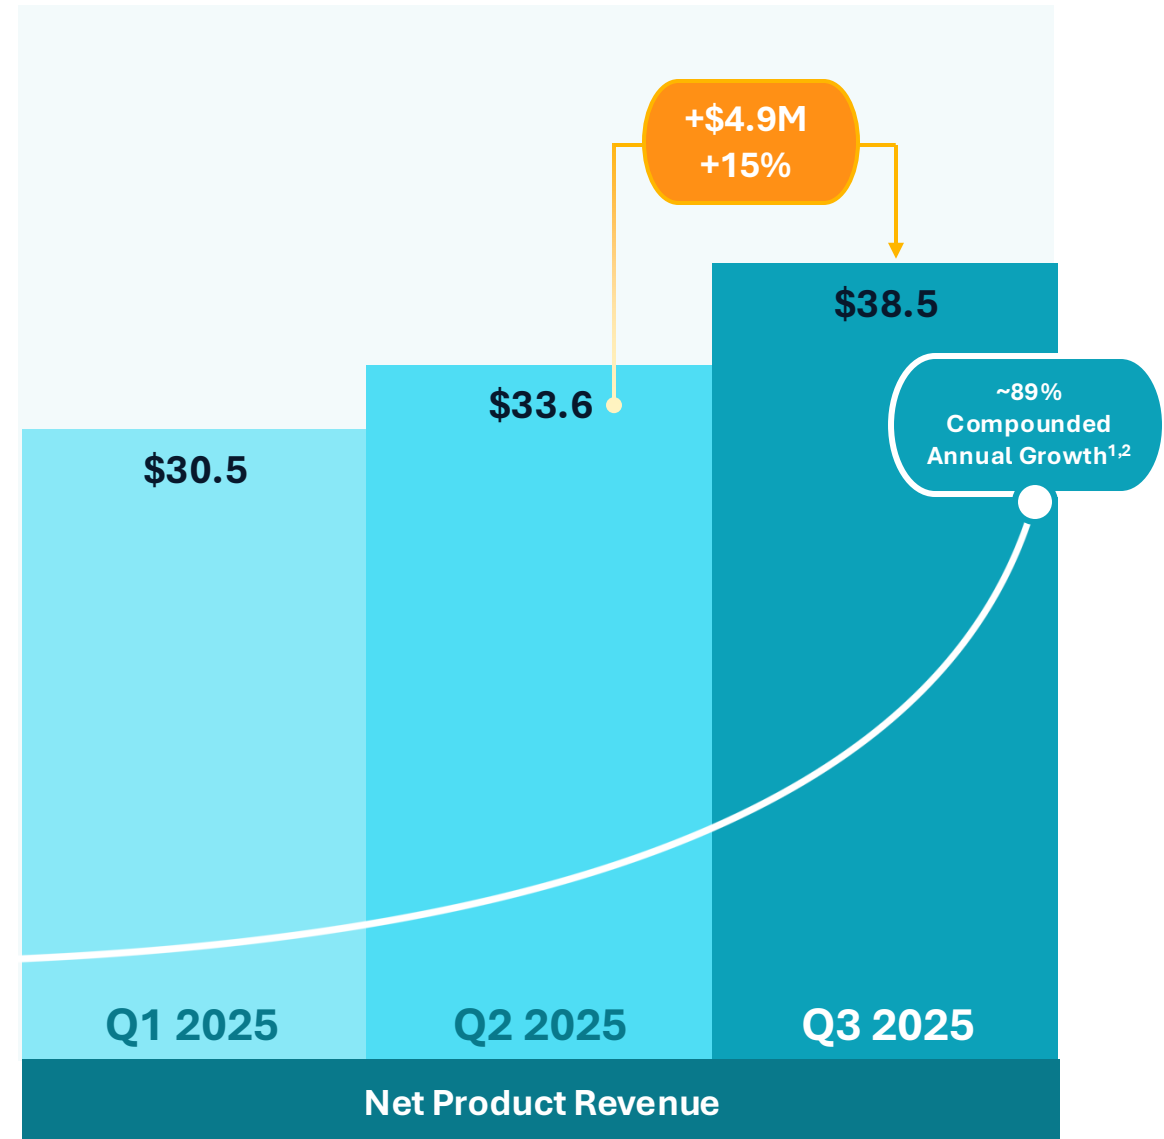 +$4.9M
+15%
$38.5
$33.6
$30.5
~89%
Compounded
Annual Growth1,2
Q1 2025
Q2 2025
Q3 2025
Net Product Revenue